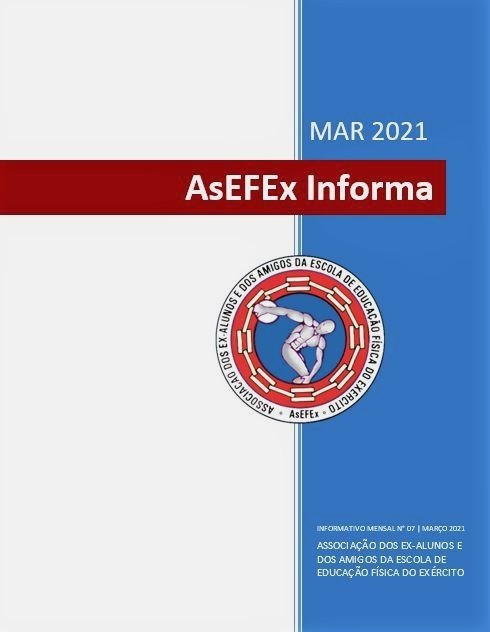 MAR 2021
AsEFEx Informa
ASSOCIAÇÃO DOS EX-ALUNOS E DOS AMIGOS DA ESCOLA DE EDUCAÇÃO FÍSICA DO EXÉRCITO
AsEFEx
INFORMATIVO MENSAL N° 07 | MARÇO 2021
ASSOCIAÇÃO DOS EX-ALUNOS E
DOS AMIGOS DA ESCOLA DE
EDUCAÇÃO FÍSICA DO EXÉRCITO